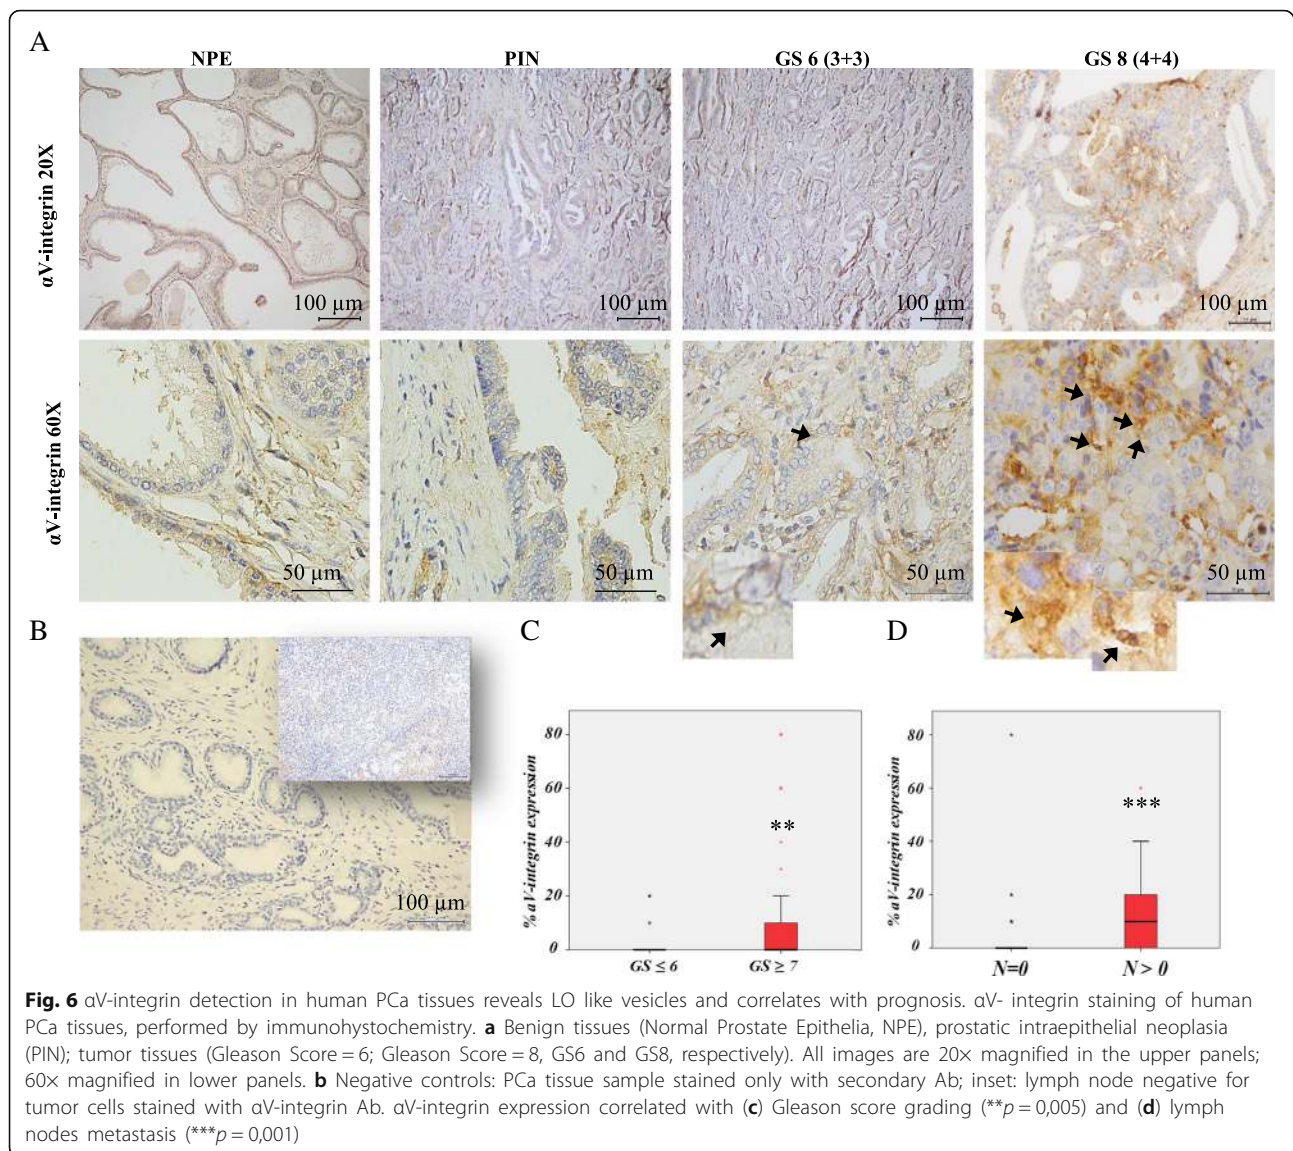 A
NPE
PIN
GS 6 (3+3)
GS 8 (4+4)
αV-integrin 20X
100 µm
100 µm
100 µm
100 µm
αV-integrin 60X
50 µm
50 µm
50 µm
50 µm
B
100 µm
C
% aV-integrin expression
80
60
40
20
0
**
GS ≤ 6
GS ≥ 7
D
% aV-integrin expression
80
60
40
20
0
***
N=0
N > 0
Fig. 6 αV-integrin detection in human PCa tissues reveals LO like vesicles and correlates with prognosis. αV- integrin staining of human
PCa tissues, performed by immunohystochemistry. a Benign tissues (Normal Prostate Epithelia, NPE), prostatic intraepithelial neoplasia
(PIN); tumor tissues (Gleason Score = 6; Gleason Score = 8, GS6 and GS8, respectively). All images are 20× magnified in the upper panels;
60× magnified in lower panels. b Negative controls: PCa tissue sample stained only with secondary Ab; inset: lymph node negative for
tumor cells stained with αV-integrin Ab. αV-integrin expression correlated with (c) Gleason score grading (**p = 0,005) and (d) lymph
nodes metastasis (***p = 0,001)